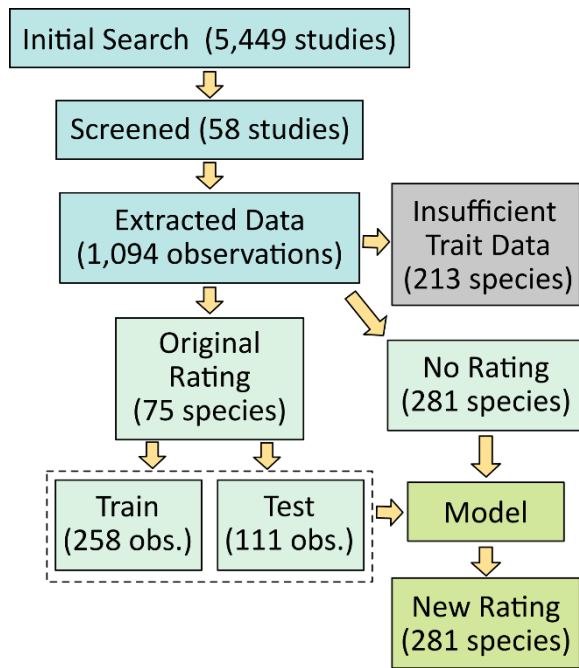 Initial Search (5,449 studies)
Screened (58 studies)
Extracted Data
(1,094 observations)
Insufficient
Trait Data
(213 species)
Original
Rating
(75 species)
No Rating
(281 species)
Train
(258 obs.)
Test
(111 obs.)
Model
New Rating
(281 species)